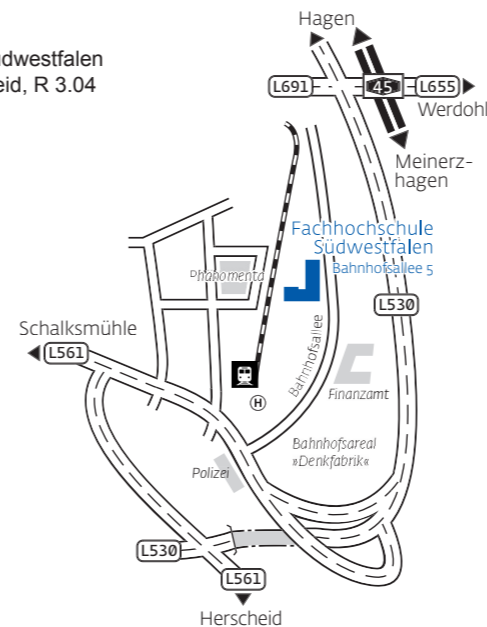 Hagen
üdwestfalen
eid, R 3.04
L691
45
L655
Werdohl
Meinerz-
hagen
Fachhochschule
Südwestfalen
Bahnhofsallee 5
Phänomenta
L530
Schalksmühle
L561
Bahnhofsallee
Finanzamt
H
Bahnhofsareal
»Denkfabrik«
Polizei
L530
L561
Herscheid